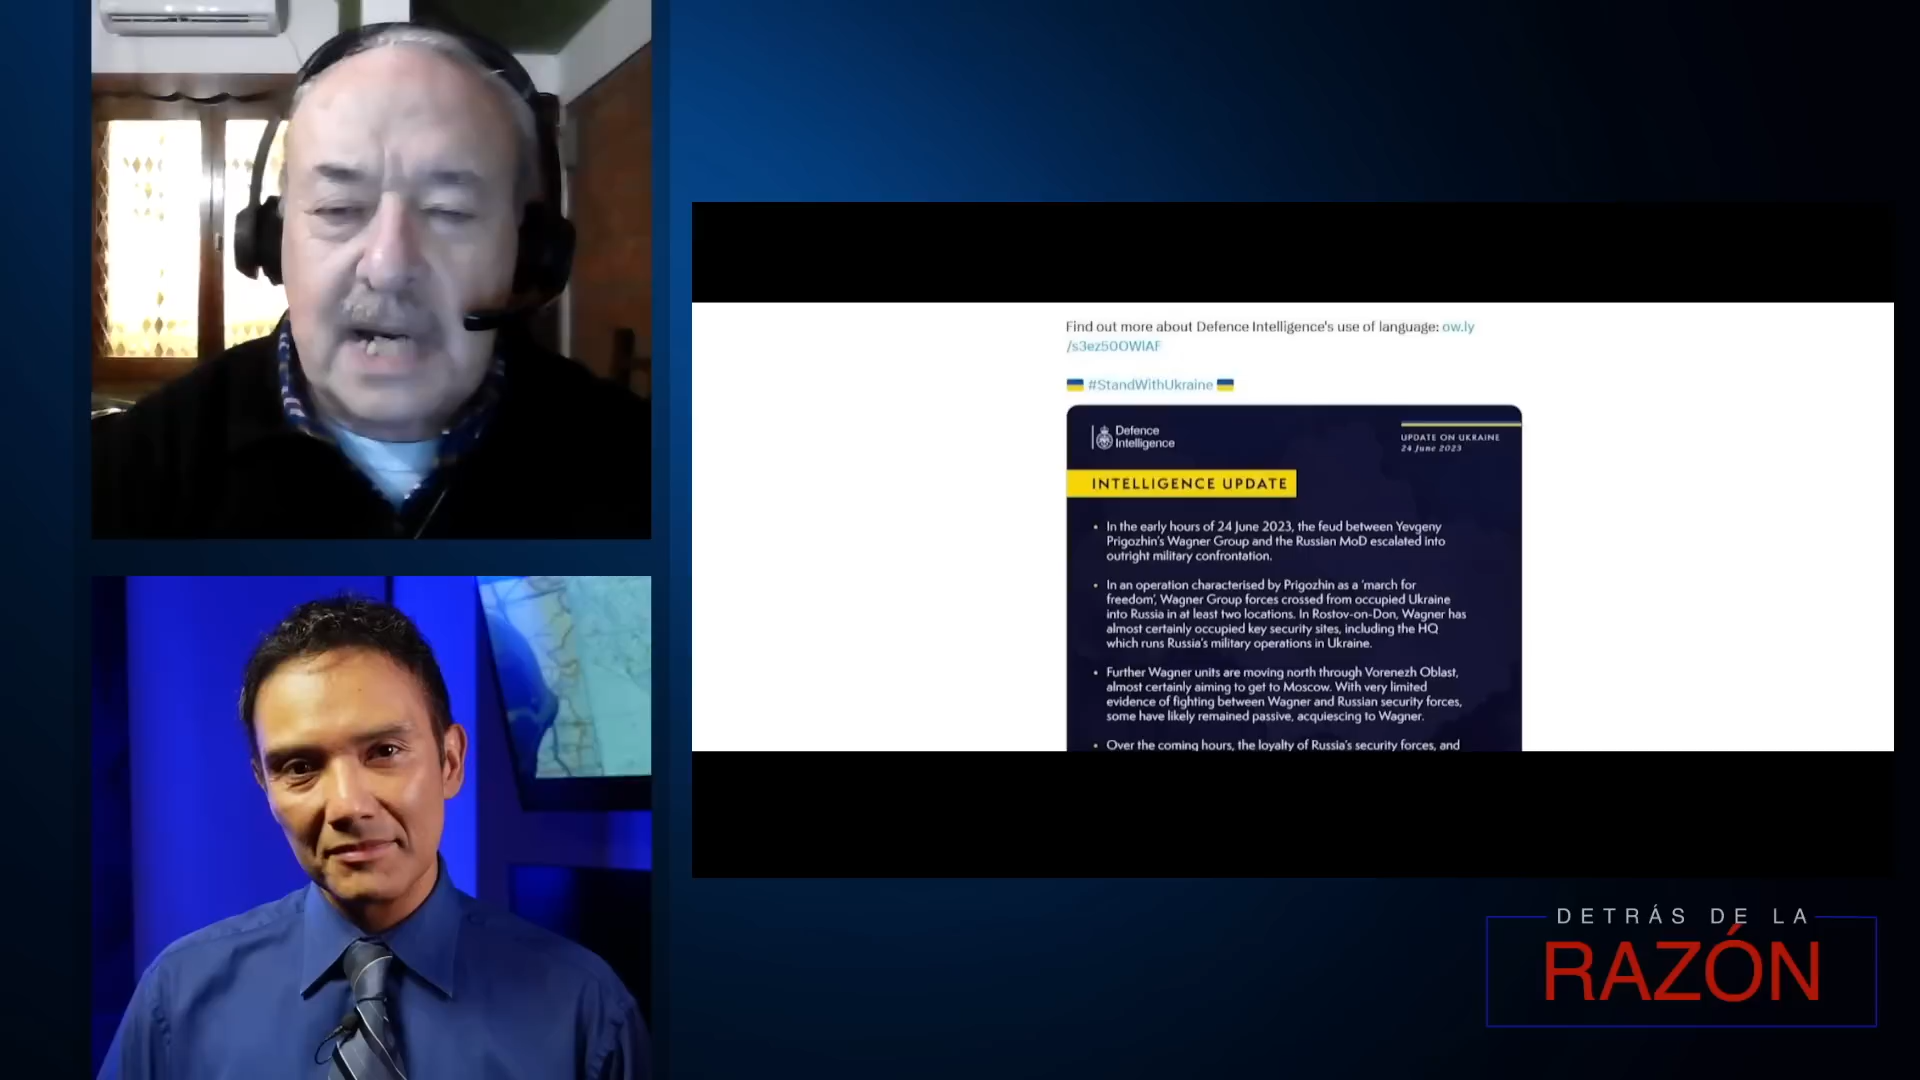 Find out more about Defence Intelligence's use of language: ow.ly
/s3ez50OWIAF
#StandWithUkraine
Defence
Intelligence
UPDATE ON UKRAINE
24 June 2023
INTELLIGENCE UPDATE
• In the early hours of 24 June 2023, the feud between Yevgeny
Prigozhin's Wagner Group and the Russian MoD escalated into
outright military confrontation.
• In an operation characterised by Prigozhin as a 'march for
freedom', Wagner Group forces crossed from occupied Ukraine
into Russia in at least two locations. In Rostov-on-Don, Wagner has
almost certainly occupied key security sites, including the HQ
which runs Russia's military operations in Ukraine.
• Further Wagner units are moving north through Vorenezh Oblast,
almost certainly aiming to get to Moscow. With very limited
evidence of fighting between Wagner and Russian security forces,
some have likely remained passive, acquiescing to Wagner.
• Over the coming hours, the loyalty of Russia's security forces, and
DETRÁS DE LA
RAZÓN